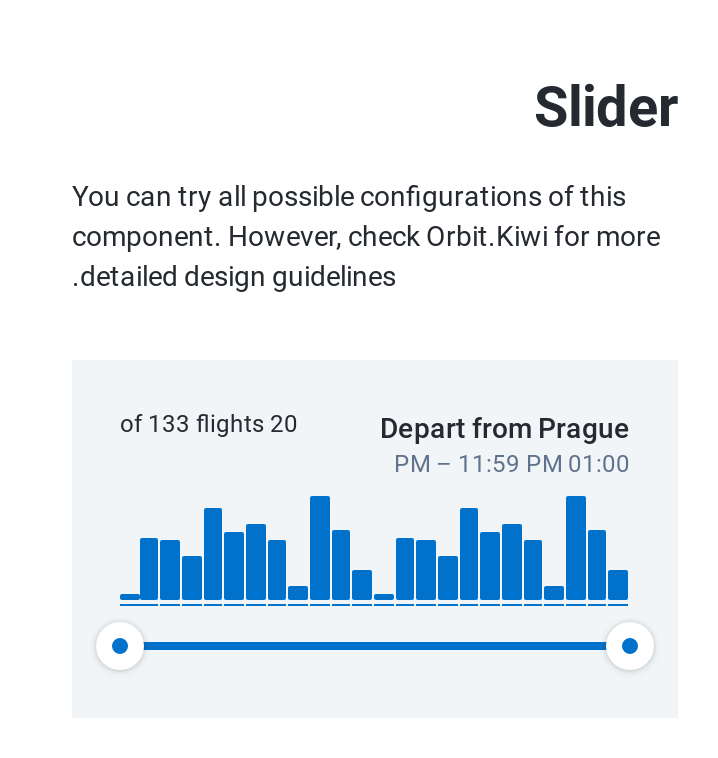 Slider
You can try all possible configurations of this
component. However, check Orbit.Kiwi for more
.detailed design guidelines
Depart from Prague
PM – 11:59 PM 01:00
of 133 flights 20